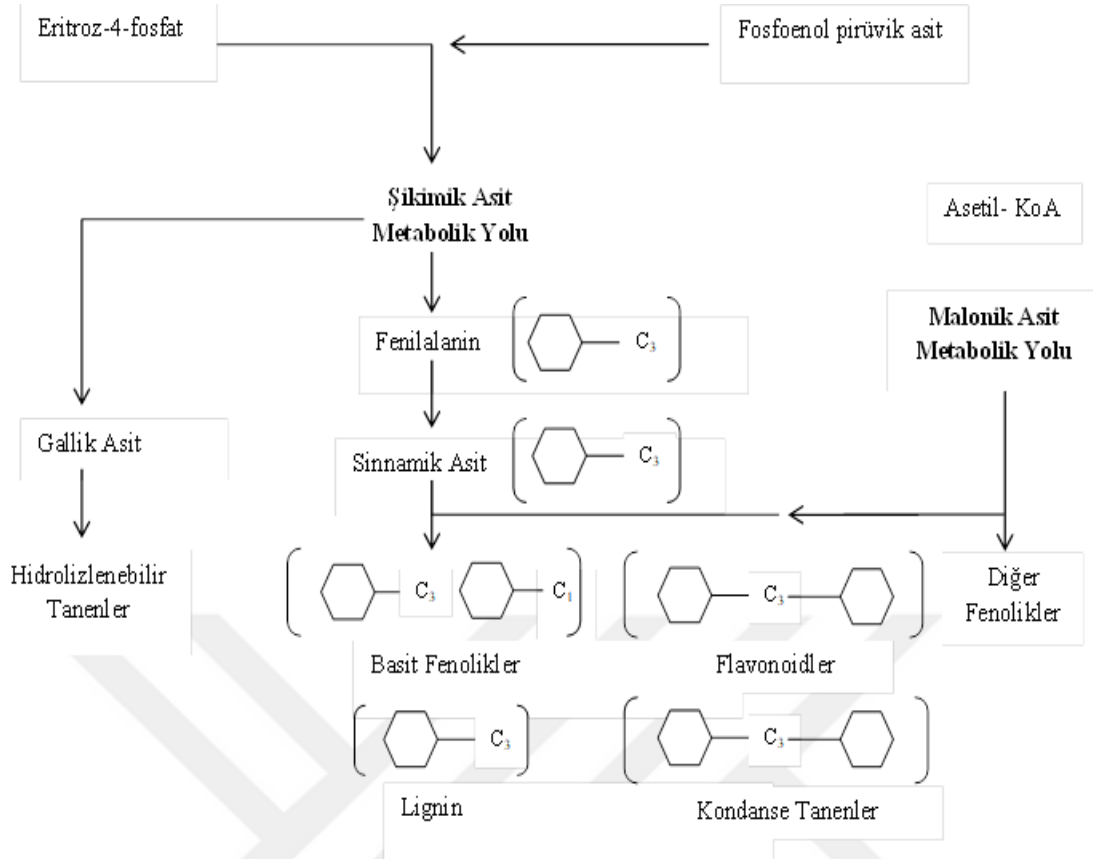 Eritroz-4-fosfat
Fosfoenol pirüvik asit
Şikimik Asit
Metabolik Yolu
Asetil- KoA
Fenilalanin
C₃
Malonik Asit
Metabolik Yolu
Gallik Asit
Sinnamik Asit
C₃
Hidrolizlenebilir
Tanenler
C₃
C₁
C₃
Diğer
Fenolikler
Basit Fenolikler
Flavonoidler
C₃
C₃
Lignin
Kondanse Tanenler